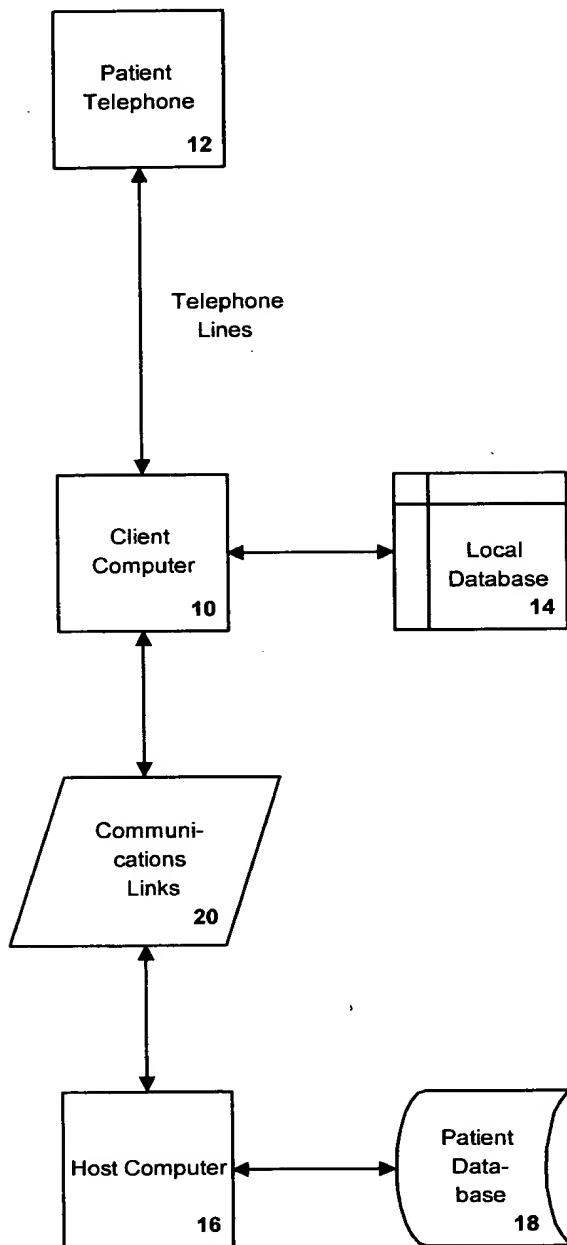 Patient
Telephone
12
Telephone
Lines
Client
Computer
10
Local
Database
14
Communi-
cations
Links
20
Host Computer
16
Patient
Data-
base
18